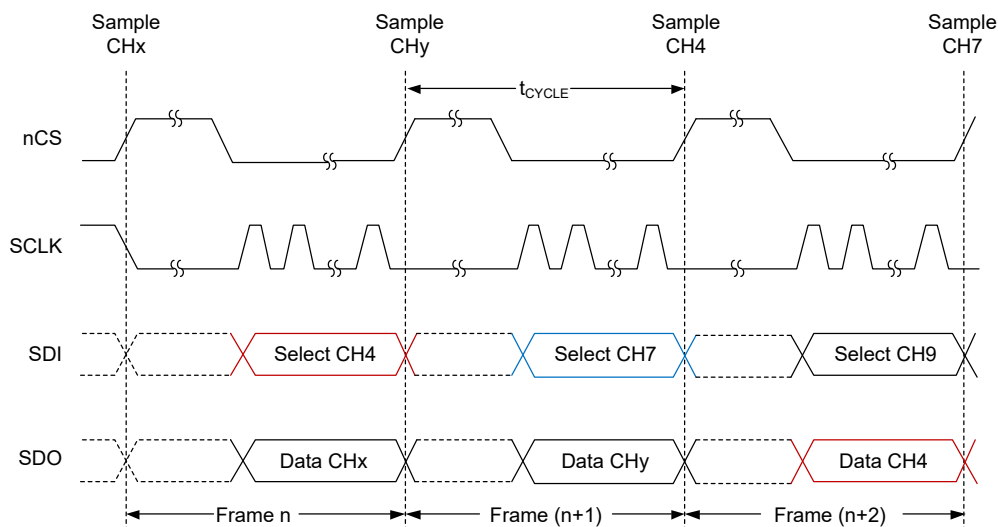 Sample
CHx
Sample
CHy
Sample
CH4
Sample
CH7
tCYCLE
nCS
SCLK
SDI
Select CH4
Select CH7
Select CH9
SDO
Data CHx
Data CHy
Data CH4
Frame n
Frame (n+1)
Frame (n+2)